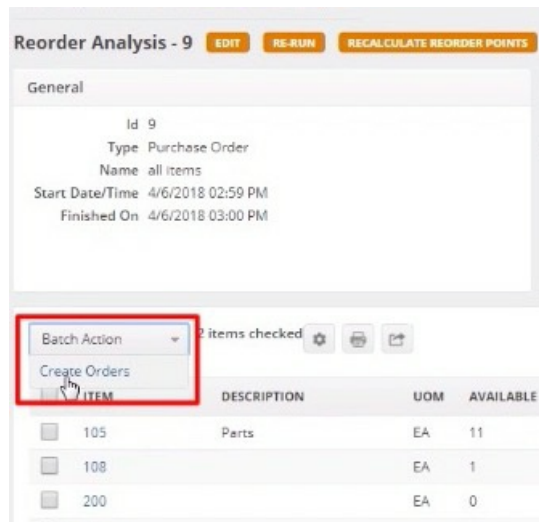 Reorder Analysis - 9 EDIT RE-RUN RECALCULATE REORDER POINTS
General
Id 9
Type Purchase Order
Name all items
Start Date/Time 4/6/2018 02:59 PM
Finished On 4/6/2018 03:00 PM
Batch Action 2 items checked
Create Orders
ITEM DESCRIPTION UOM AVAILABLE
105 Parts EA 11
108 EA 1
200 EA 0